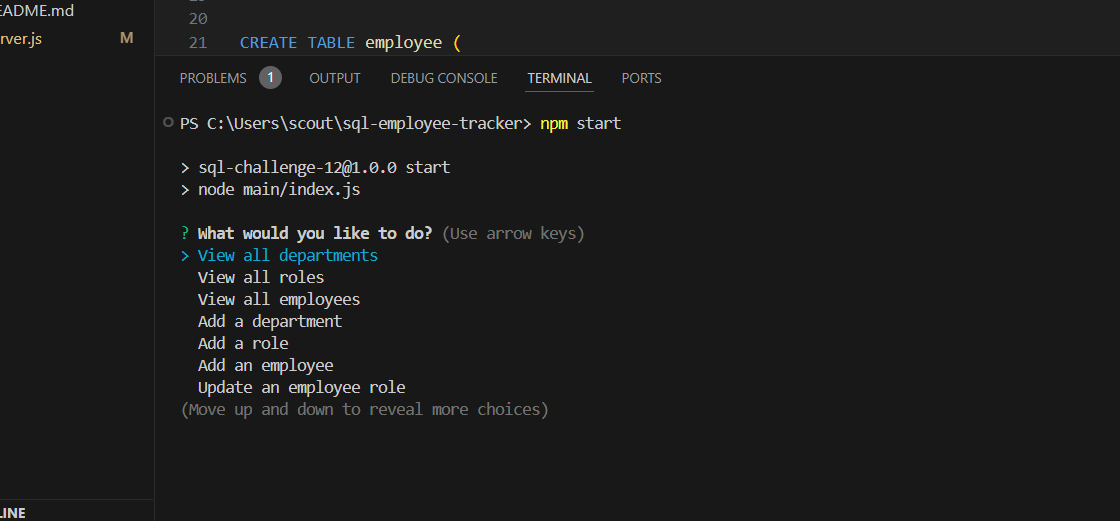 EADME.md
rver.js M
20
21 CREATE TABLE employee (
PROBLEMS 1 OUTPUT DEBUG CONSOLE TERMINAL PORTS
PS C:\Users\scout\sql-employee-tracker> npm start
> sql-challenge-12@1.0.0 start
> node main/index.js
? What would you like to do? (Use arrow keys)
> View all departments
View all roles
View all employees
Add a department
Add a role
Add an employee
Update an employee role
(Move up and down to reveal more choices)
LINE